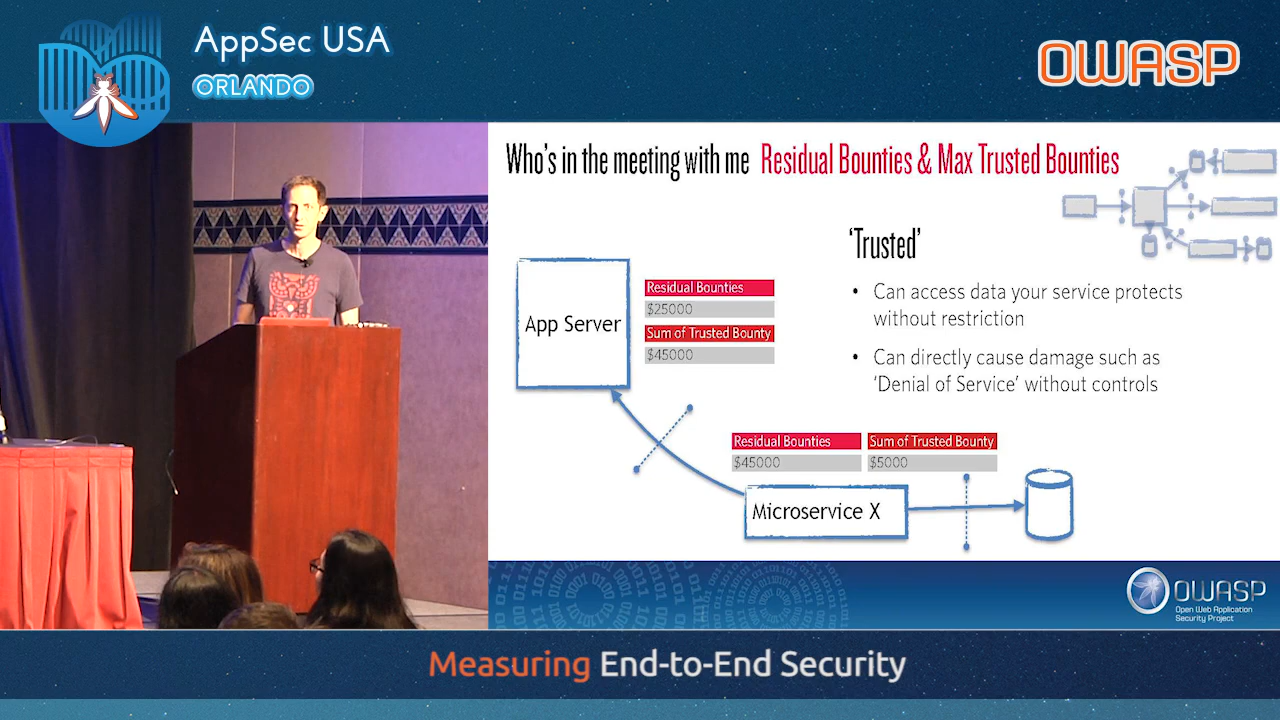 AppSec USA
ORLANDO
OWASP
Who's in the meeting with me Residual Bounties & Max Trusted Bounties
'Trusted'
• Can access data your service protects
without restriction
• Can directly cause damage such as
'Denial of Service' without controls
App Server
Residual Bounties
$25000
Sum of Trusted Bounty
$45000
Residual Bounties
$45000
Sum of Trusted Bounty
$5000
Microservice X
OWASP
Open Web Application
Security Project
Measuring End-to-End Security